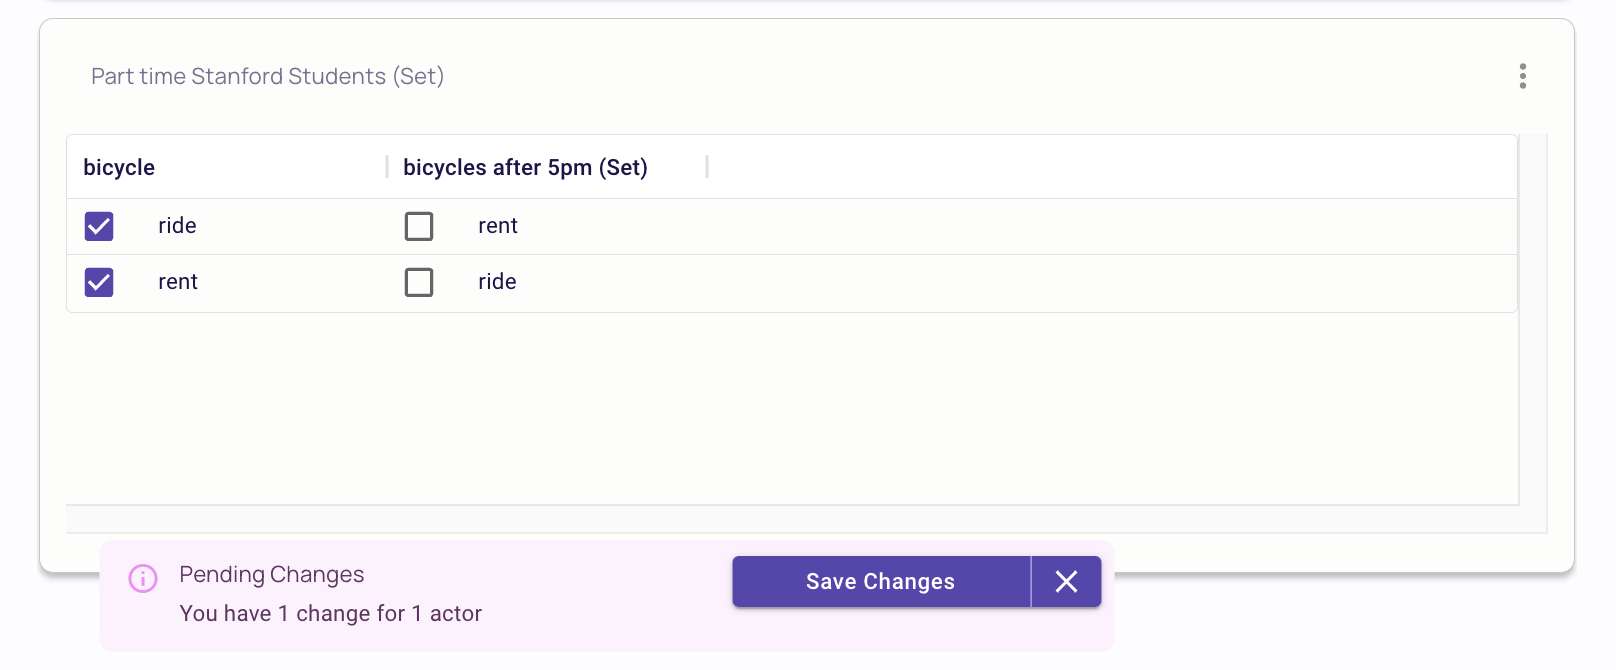 Part time Stanford Students (Set)
bicycle bicycles after 5pm (Set)
ride rent
rent ride
Pending Changes
You have 1 change for 1 actor
Save Changes